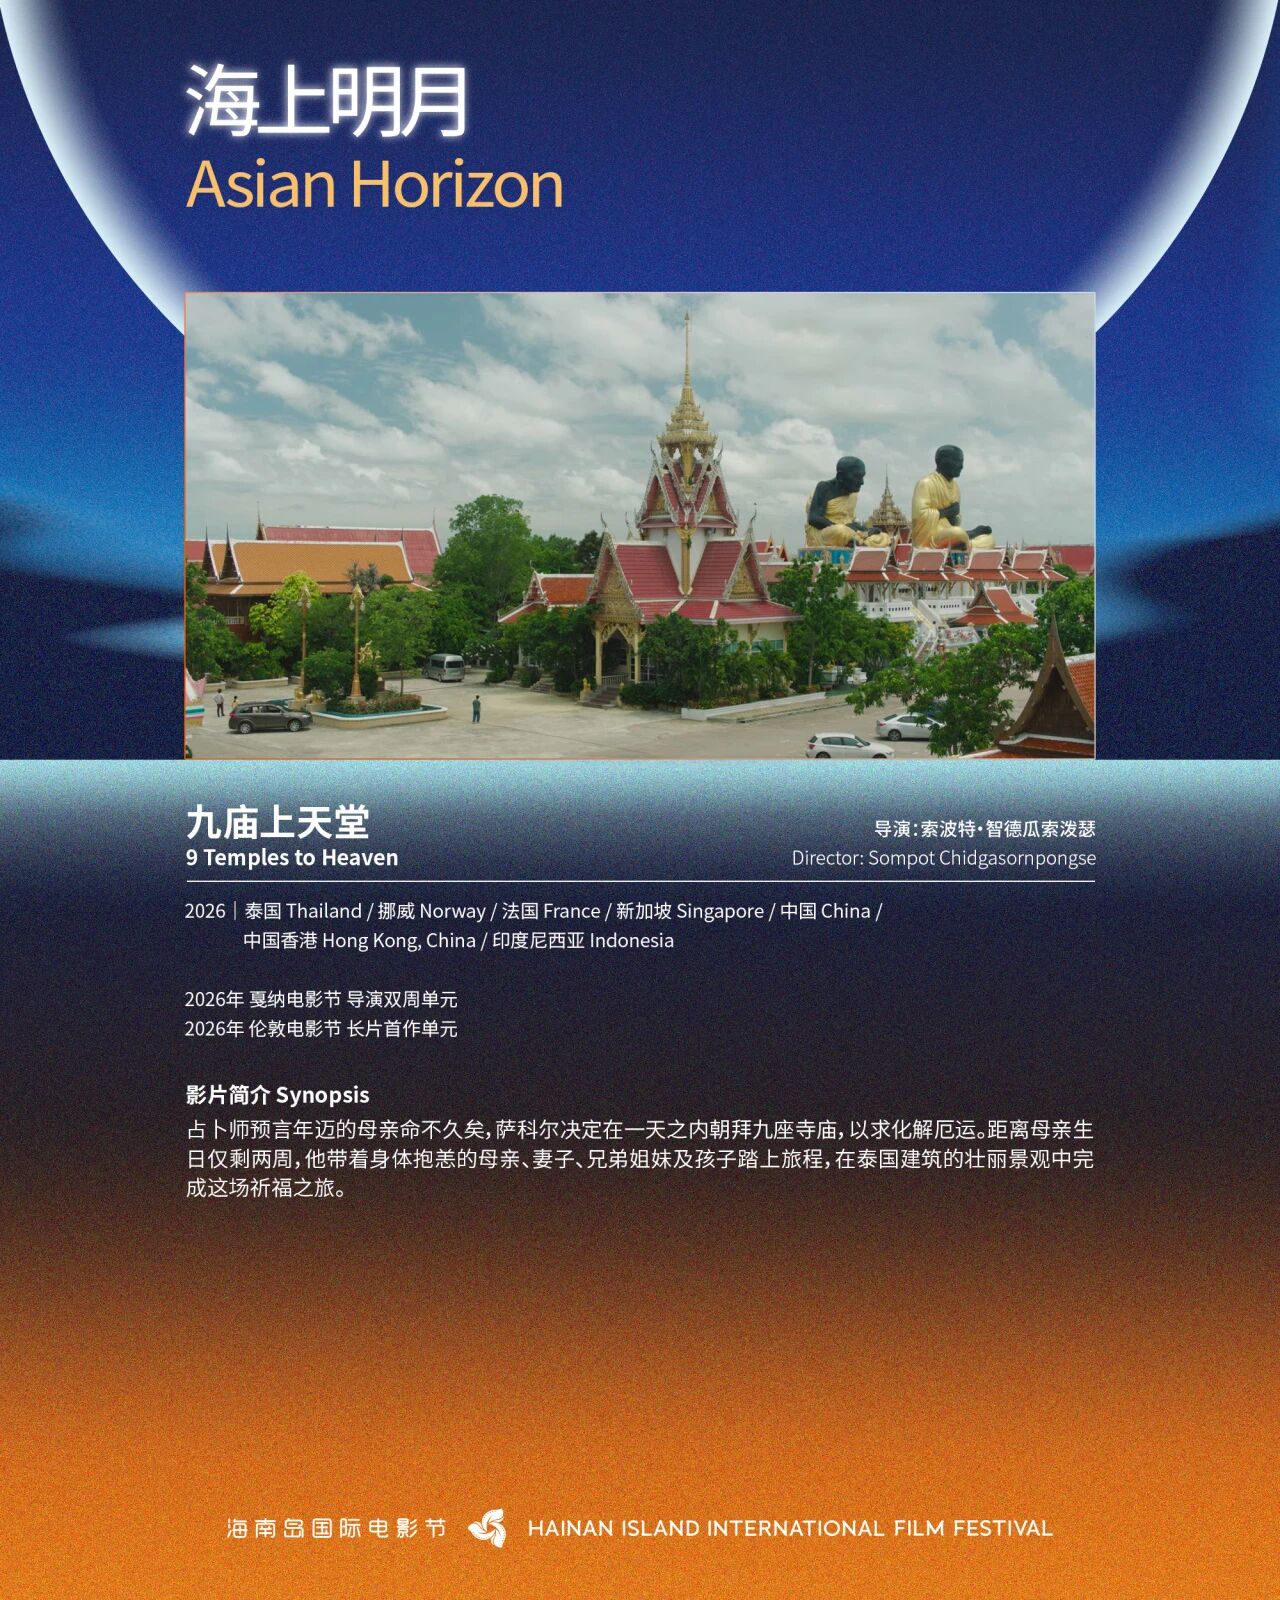 海上明月
Asian Horizon
九庙上天堂
9 Temples to Heaven
导演：索波特·智德瓜索泼瑟
Director: Sompot Chidgasornpongse
2026｜泰国 Thailand / 挪威 Norway / 法国 France / 新加坡 Singapore / 中国 China /
中国香港 Hong Kong, China / 印度尼西亚 Indonesia
2026年 戛纳电影节 导演双周单元
2026年 伦敦电影节 长片首作单元
影片简介 Synopsis
占卜师预言年迈的母亲命不久矣，萨科尔决定在一天之内朝拜九座寺庙，以求化解厄运。距离母亲生
日仅剩两周，他带着身体抱恙的母亲、妻子、兄弟姐妹及孩子踏上旅程，在泰国建筑的壮丽景观中完
成这场祈福之旅。
海南岛国际电影节 HAINAN ISLAND INTERNATIONAL FILM FESTIVAL